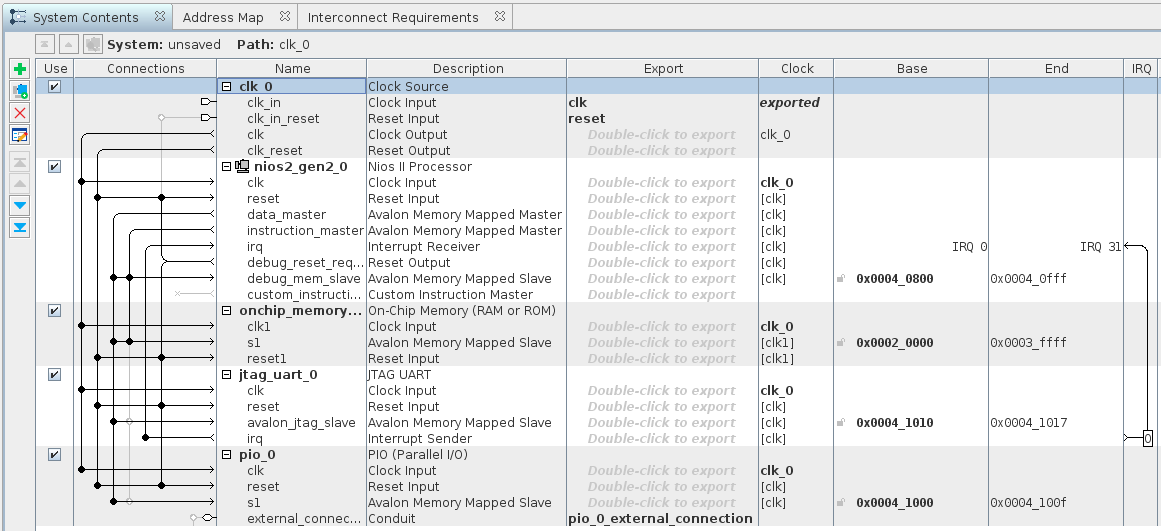 System Contents Address Map Interconnect Requirements
System: unsaved Path: clk_0
Use Connections Name Description Export Clock Base End IRQ
clk_0 Clock Source
clk_in Clock Input clk exported
clk_in_reset Reset Input reset
clk Clock Output Double-click to export clk_0
clk_reset Reset Output Double-click to export
nios2_gen2_0 Nios II Processor
clk Clock Input Double-click to export clk_0
reset Reset Input Double-click to export [clk]
data_master Avalon Memory Mapped Master Double-click to export [clk]
instruction_master Avalon Memory Mapped Master Double-click to export [clk]
irq Interrupt Receiver Double-click to export [clk] IRQ 0 IRQ 31
debug_reset_req... Reset Output Double-click to export [clk]
debug_mem_slave Avalon Memory Mapped Slave Double-click to export [clk] 0x0004_0800 0x0004_0fff
custom_instructi... Custom Instruction Master Double-click to export
onchip_memory... On-Chip Memory (RAM or ROM)
clk1 Clock Input Double-click to export clk_0
s1 Avalon Memory Mapped Slave Double-click to export [clk1] 0x0002_0000 0x0003_ffff
reset1 Reset Input Double-click to export [clk1]
jtag_uart_0 JTAG UART
clk Clock Input Double-click to export clk_0
reset Reset Input Double-click to export [clk]
avalon_jtag_slave Avalon Memory Mapped Slave Double-click to export [clk] 0x0004_1010 0x0004_1017
irq Interrupt Sender Double-click to export [clk] 0
pio_0 PIO (Parallel I/O)
clk Clock Input Double-click to export clk_0
reset Reset Input Double-click to export [clk]
s1 Avalon Memory Mapped Slave Double-click to export [clk] 0x0004_1000 0x0004_100f
external_connec... Conduit pio_0_external_connection